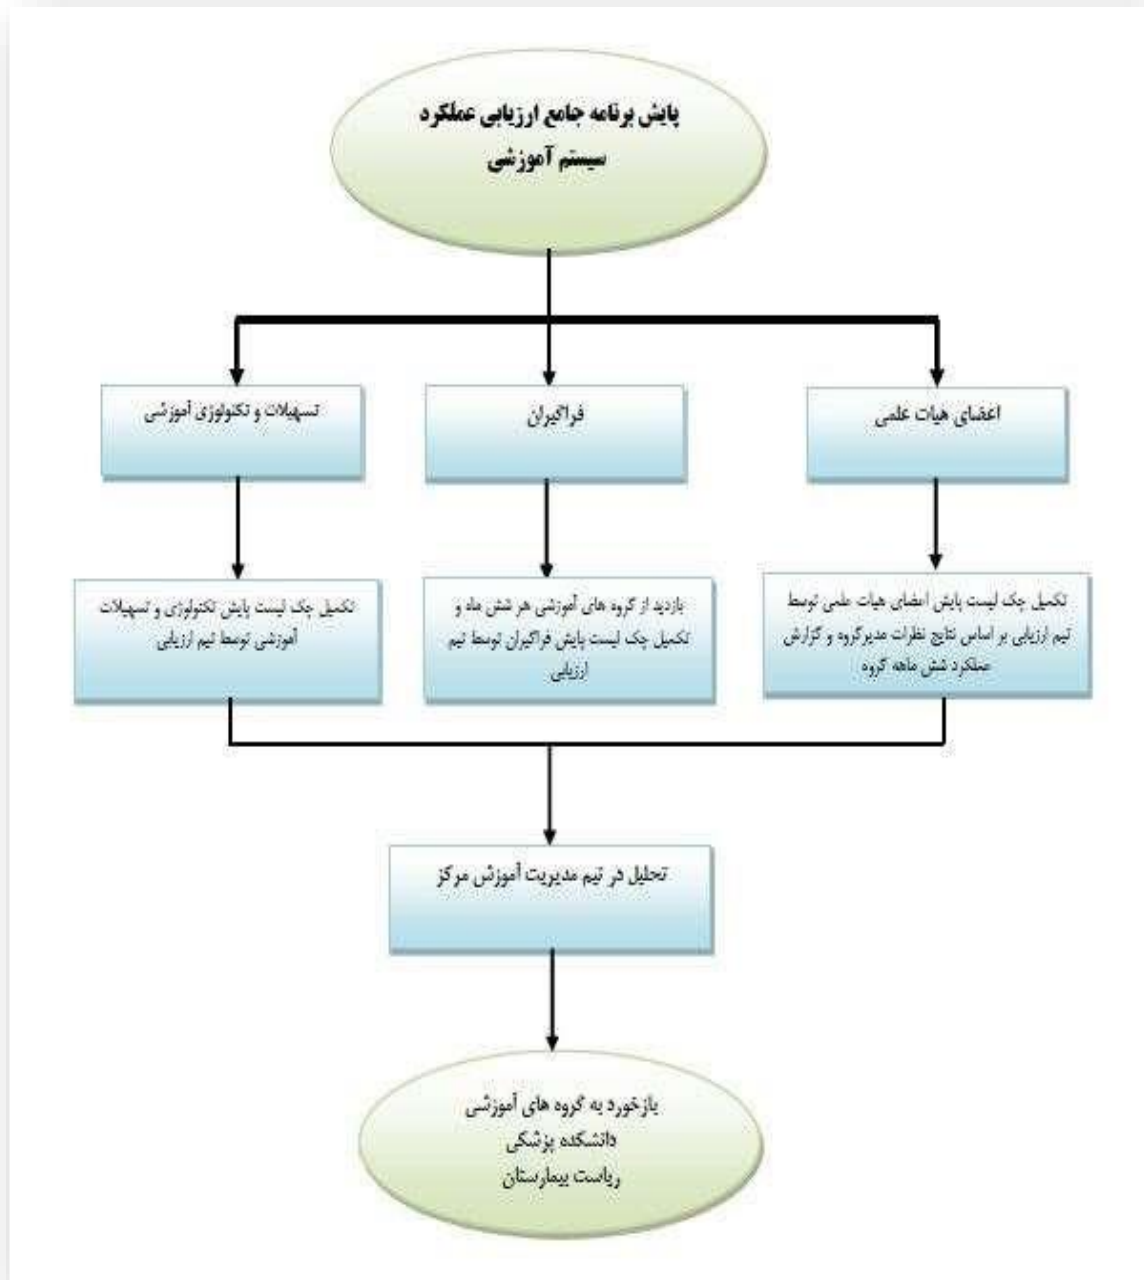 پایش برنامه جامع ارزیابی عملکرد
سیستم آموزشی
اعضای هیات علمی
فراگیران
تسهیلات و تکنولوژی آموزشی
تکمیل چک لیست پایش اعضای هیات علمی توسط
تیم ارزیابی بر اساس نتایج نظرات مدیرگروه و گزارش
عملکرد شش ماهه گروه
بازدید از گروه های آموزشی هر شش ماه و
تکمیل چک لیست پایش فراگیران توسط تیم
ارزیابی
تکمیل چک لیست پایش تکنولوژی و تسهیلات
آموزشی توسط تیم ارزیابی
تحلیل در تیم مدیریت آموزش مرکز
بازخورد به گروه های آموزشی
دانشکده پزشکی
ریاست بیمارستان